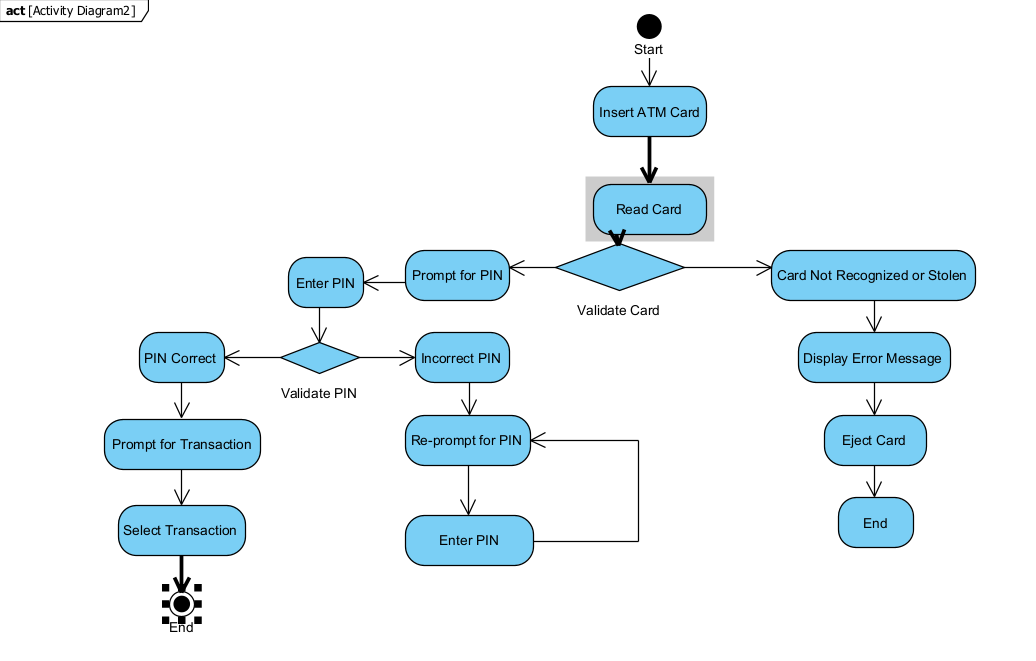 act [Activity Diagram2]
Start
Insert ATM Card
Read Card
Prompt for PIN
Card Not Recognized or Stolen
Enter PIN
Validate Card
PIN Correct
Incorrect PIN
Display Error Message
Validate PIN
Prompt for Transaction
Re-prompt for PIN
Eject Card
Select Transaction
Enter PIN
End
End